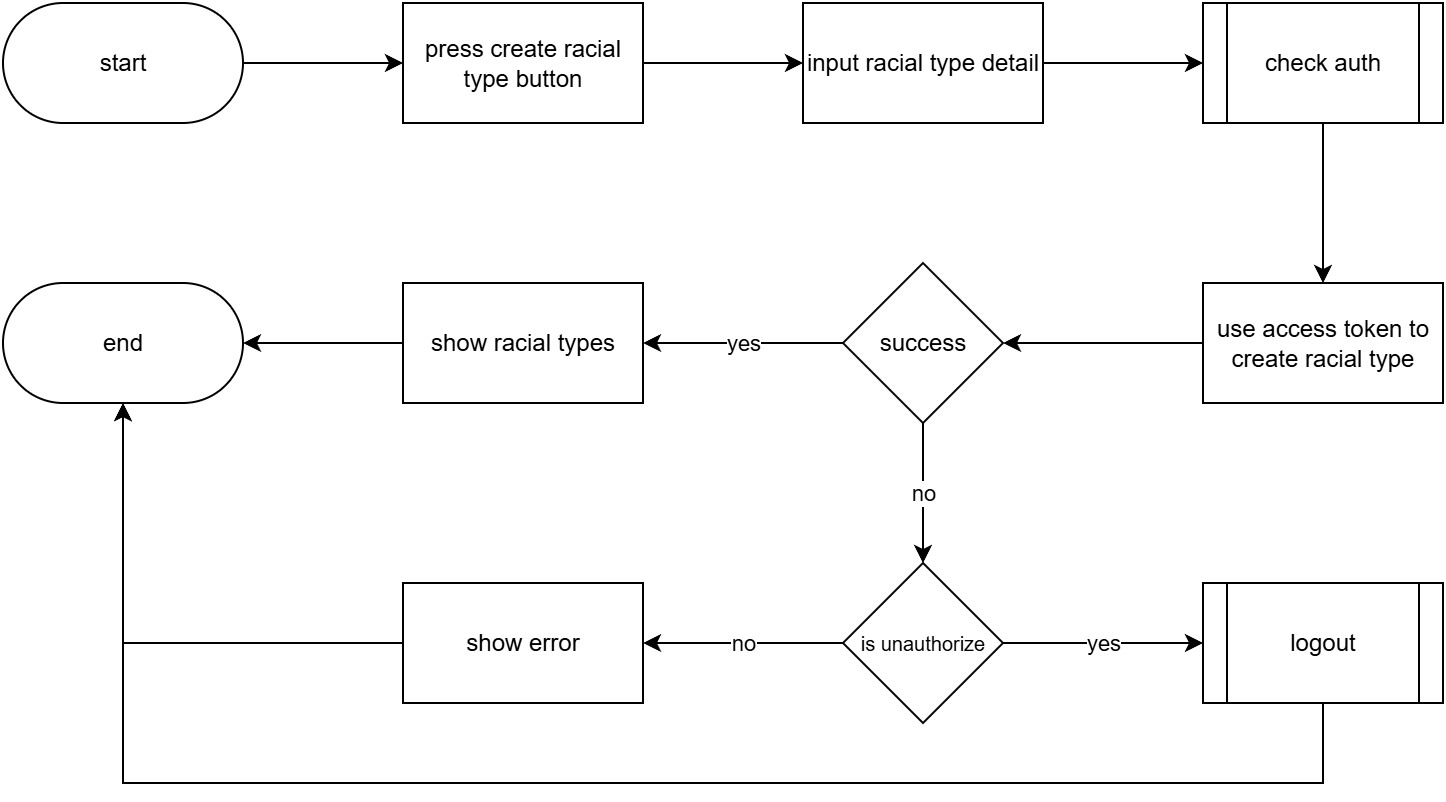 start
press create racial
type button
input racial type detail
check auth
end
show racial types
yes
success
use access token to
create racial type
no
show error
no
is unauthorize
yes
logout